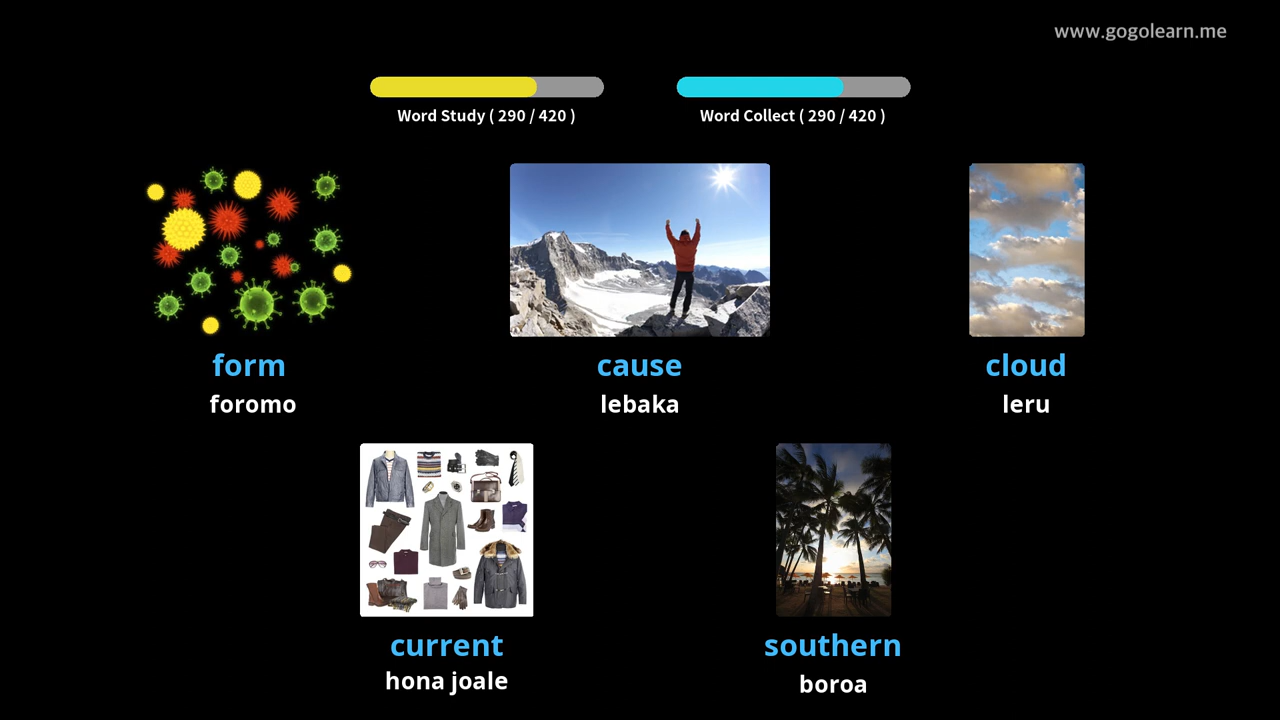 www.gogolearn.me
Word Study ( 290 / 420 )
Word Collect ( 290 / 420 )
form
foromo
cause
lebaka
cloud
leru
current
hona joale
southern
boroa